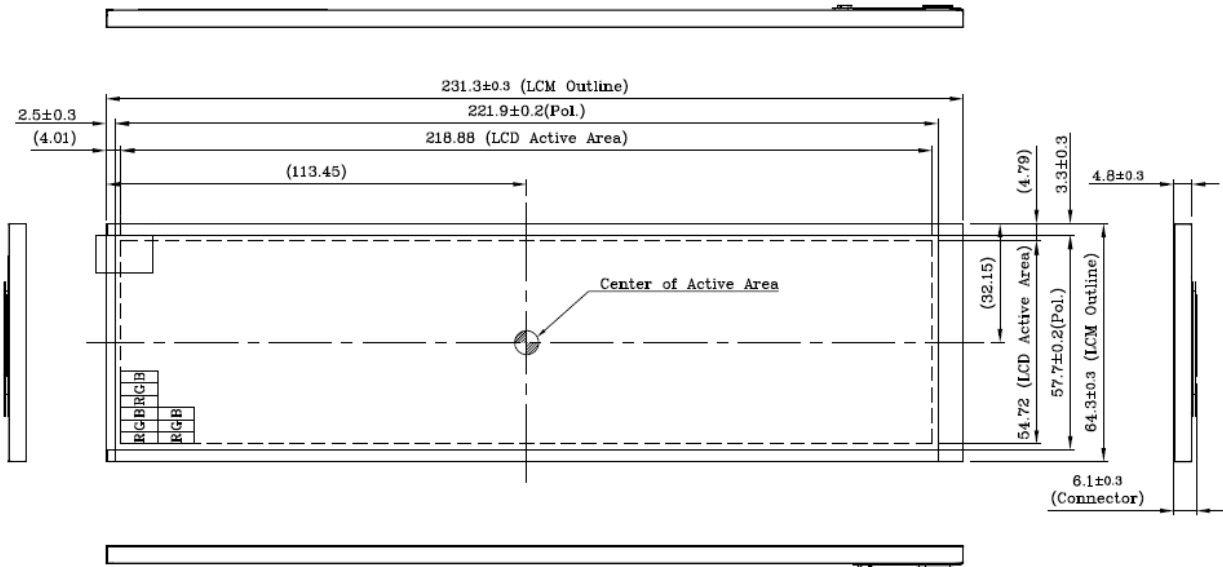 231.3±0.3 (LCM Outline)
2.5±0.3
221.9±0.2(Pol.)
(4.01)
218.88 (LCD Active Area)
(113.45)
(4.79)
3.3±0.3
4.8±0.3
Center of Active Area
(32.15)
54.72 (LCD Active Area)
57.7±0.2(Pol.)
64.3±0.3 (LCM Outline)
RGBRGB
RGB
6.1±0.3
(Connector)